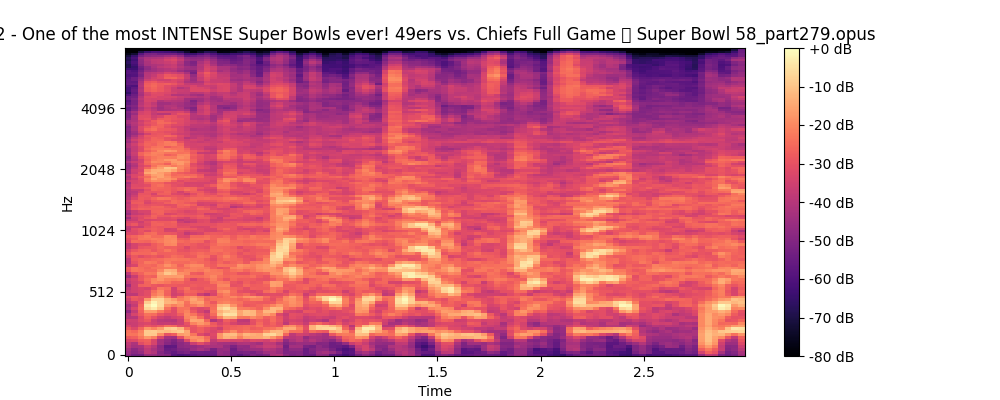 2 - One of the most INTENSE Super Bowls ever! 49ers vs. Chiefs Full Game 🏈 Super Bowl 58_part279.opus
+0 dB
4096
-10 dB
-20 dB
2048
-30 dB
Hz
1024
-40 dB
-50 dB
512
-60 dB
-70 dB
0
-80 dB
0
0.5
1
1.5
2
2.5
Time